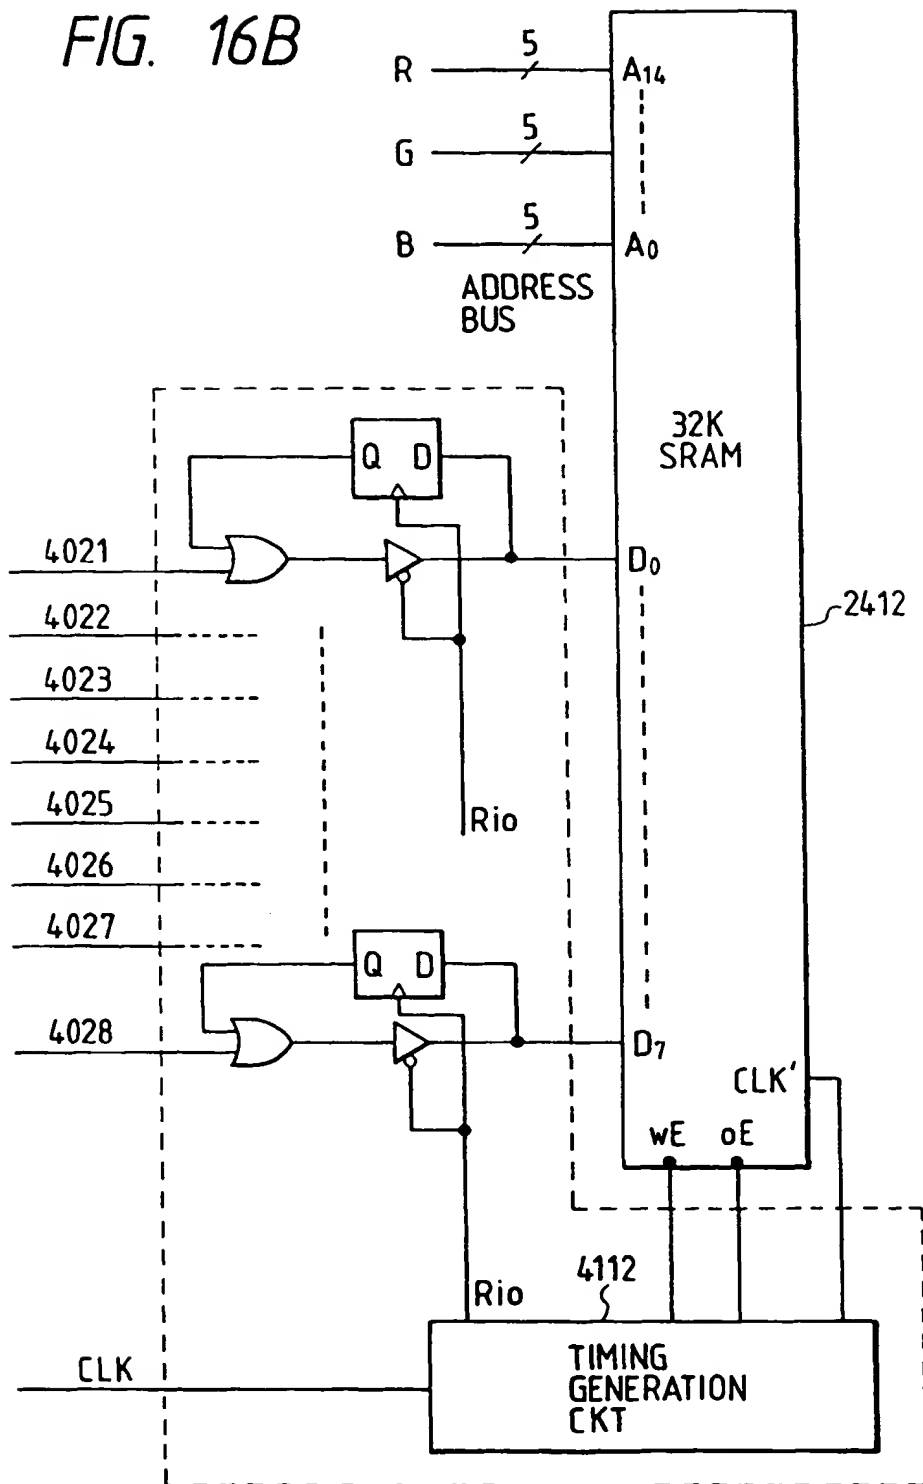 FIG. 16B
R 5 A14
G 5
B 5 A0
ADDRESS
BUS
32K
SRAM
Q D
4021
D0
4022
2412
4023
4024
4025
Rio
4026
4027
Q D
4028
D7
CLK'
wE oE
Rio
4112
CLK
TIMING
GENERATION
CKT